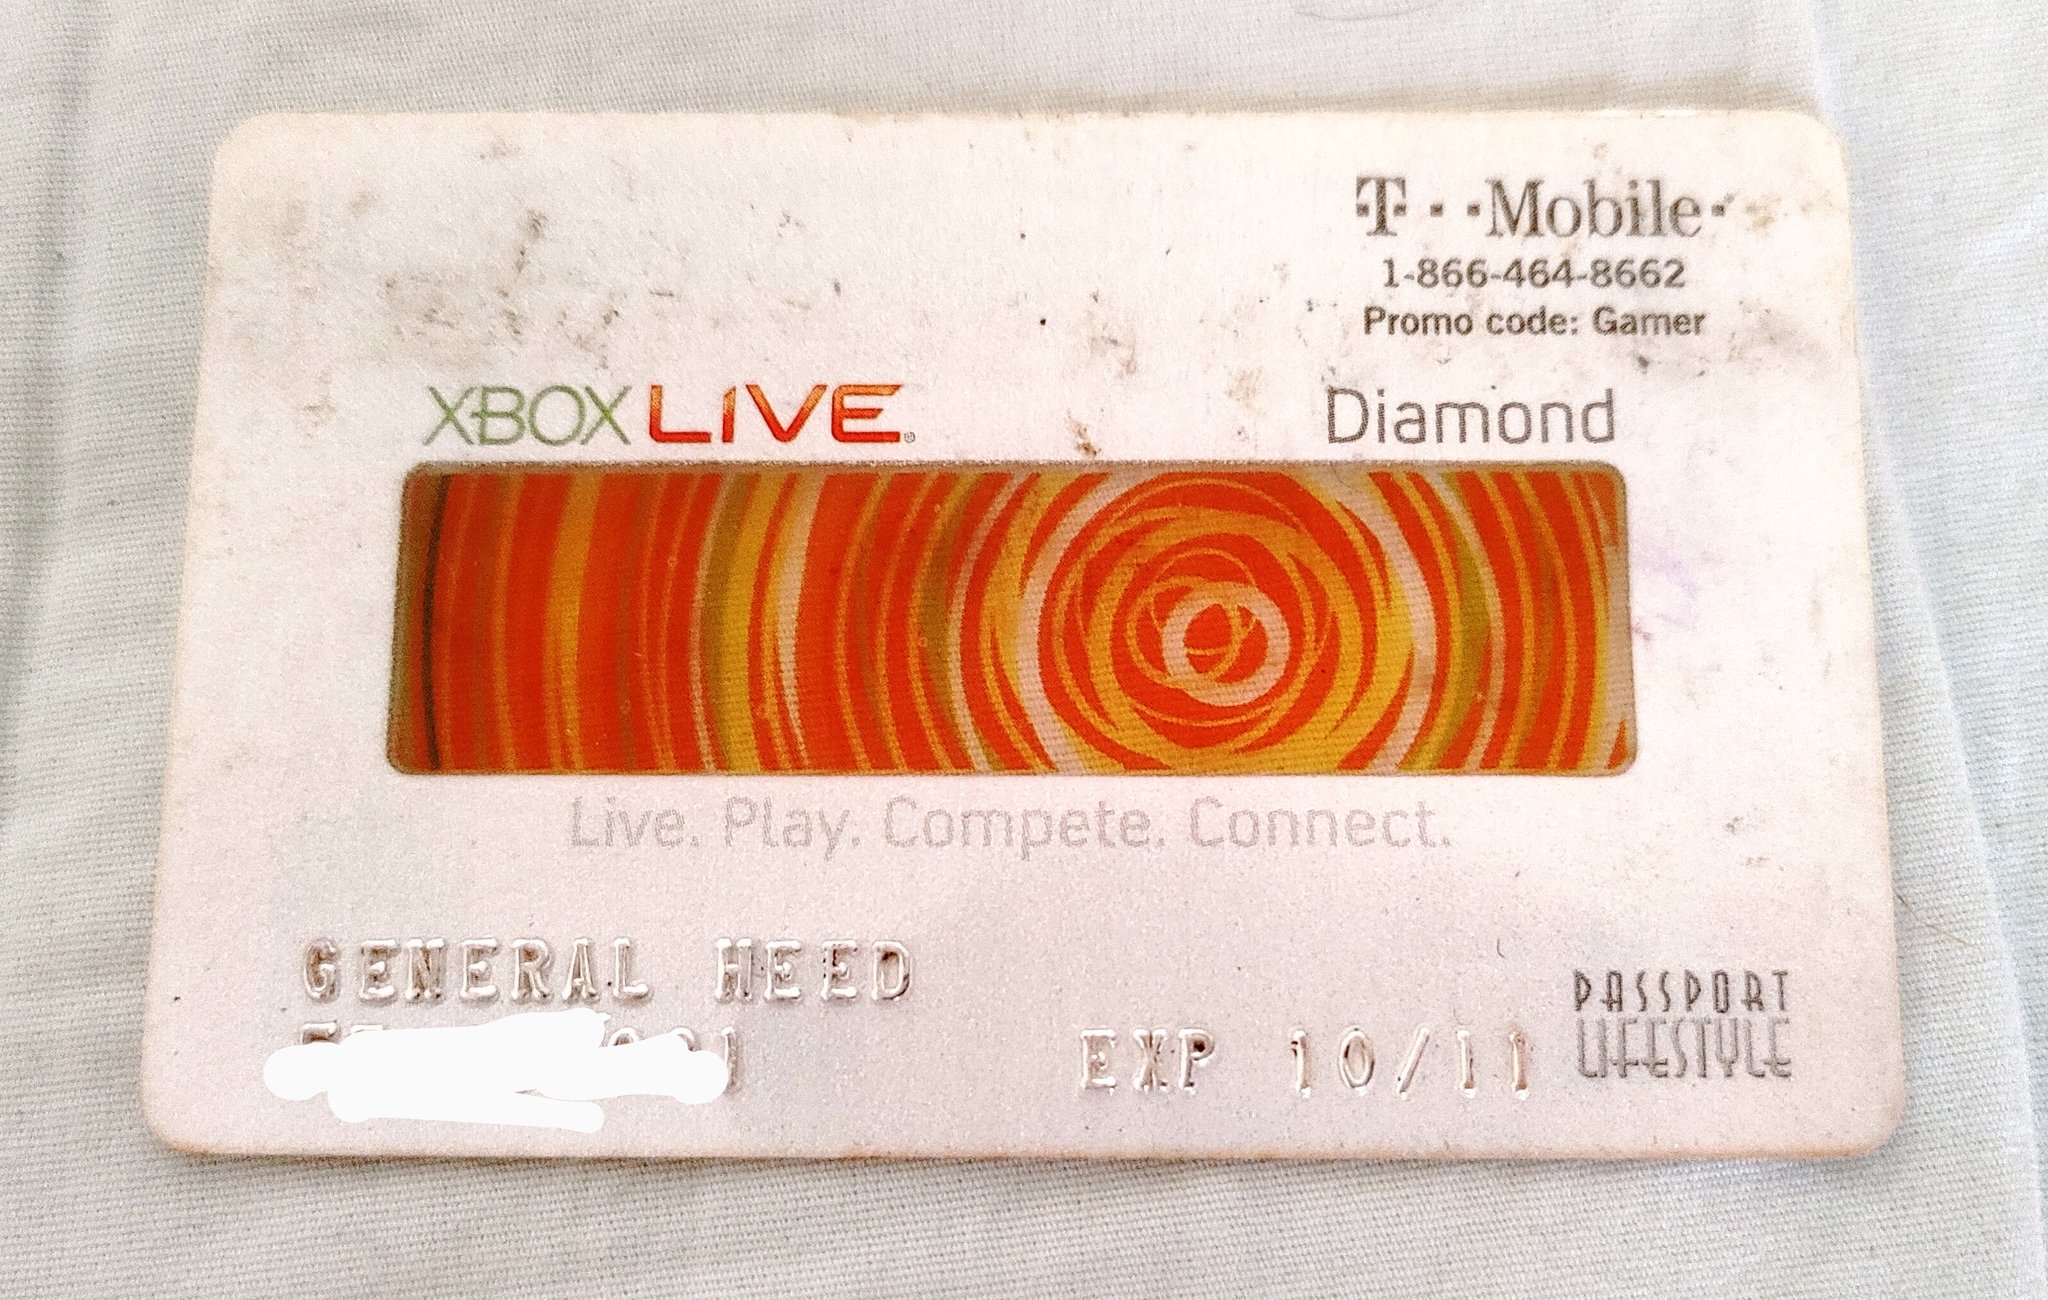 T··Mobile·
1-866-464-8662
Promo code: Gamer
XBOX LIVE®
Diamond
Live. Play. Compete. Connect.
GENERAL HEED
EXP 10/11
PASSPORT
LIFESTYLE